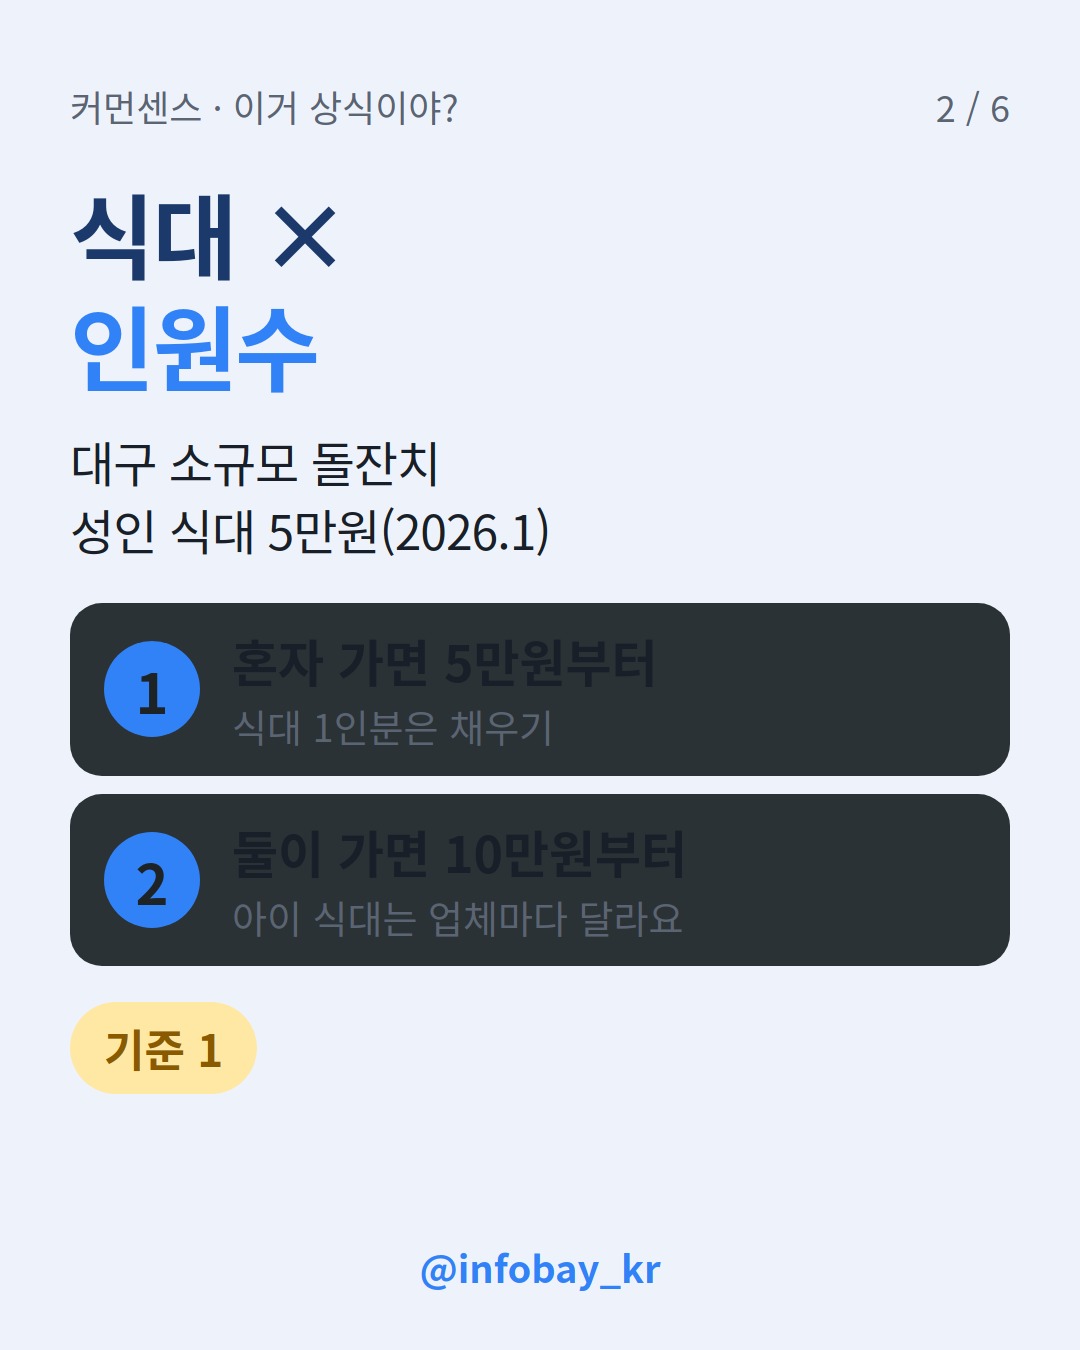 커먼센스 · 이거 상식이야?
2 / 6
식대 ×
인원수
대구 소규모 돌잔치
성인 식대 5만원(2026.1)
1
혼자 가면 5만원부터
식대 1인분은 채우기
2
둘이 가면 10만원부터
아이 식대는 업체마다 달라요
기준 1
@infobay_kr